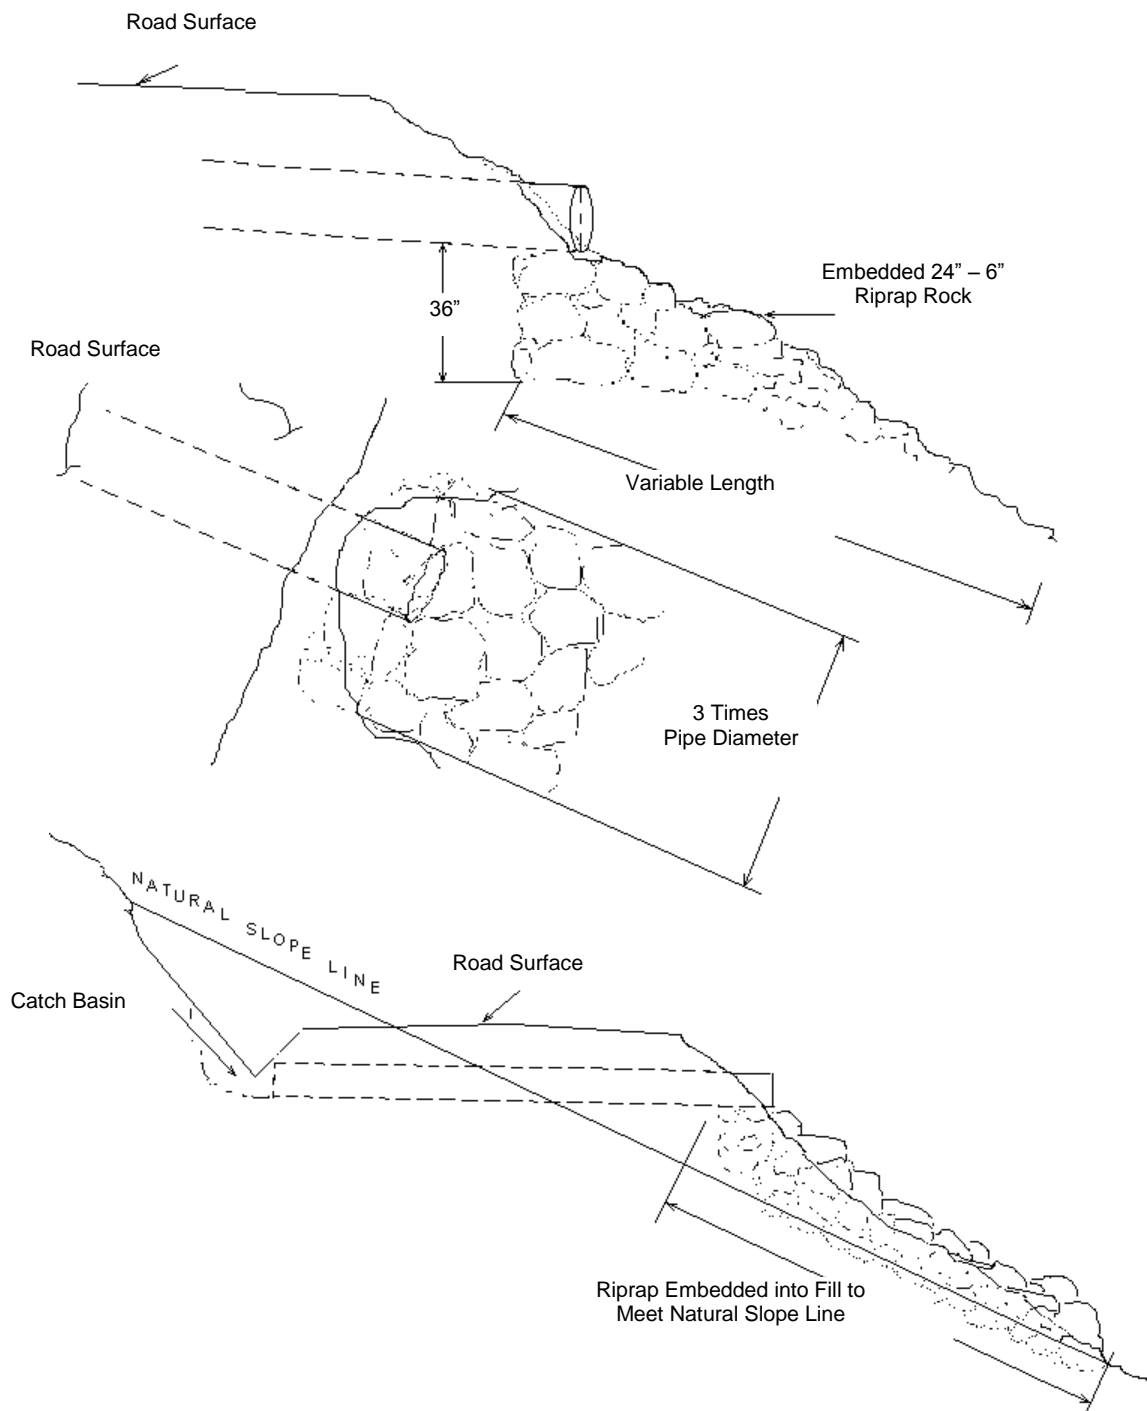 Road Surface
Embedded 24” – 6”
Riprap Rock
36”
Road Surface
Variable Length
3 Times
Pipe Diameter
NATURAL SLOPE LINE
Road Surface
Catch Basin
Riprap Embedded into Fill to
Meet Natural Slope Line